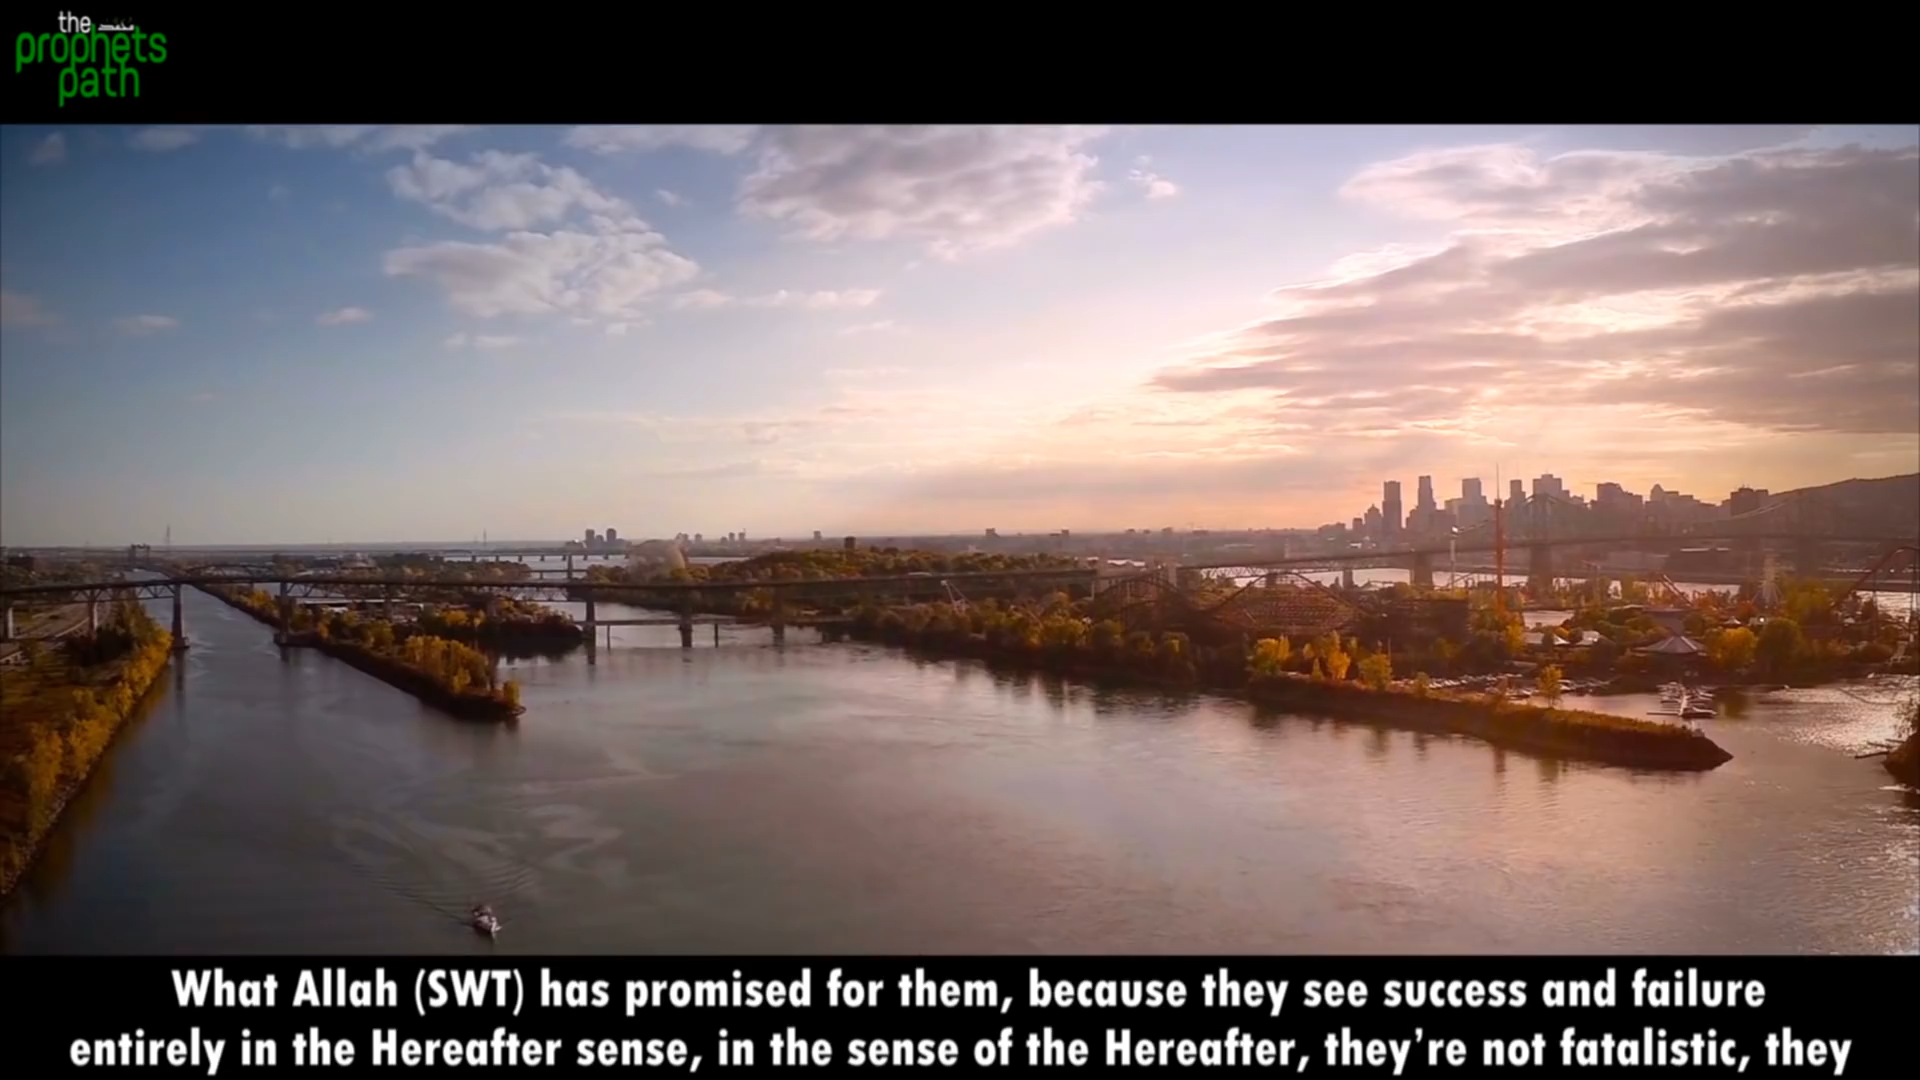 the
prophets
path
What Allah (SWT) has promised for them, because they see success and failure
entirely in the Hereafter sense, in the sense of the Hereafter, they’re not fatalistic, they